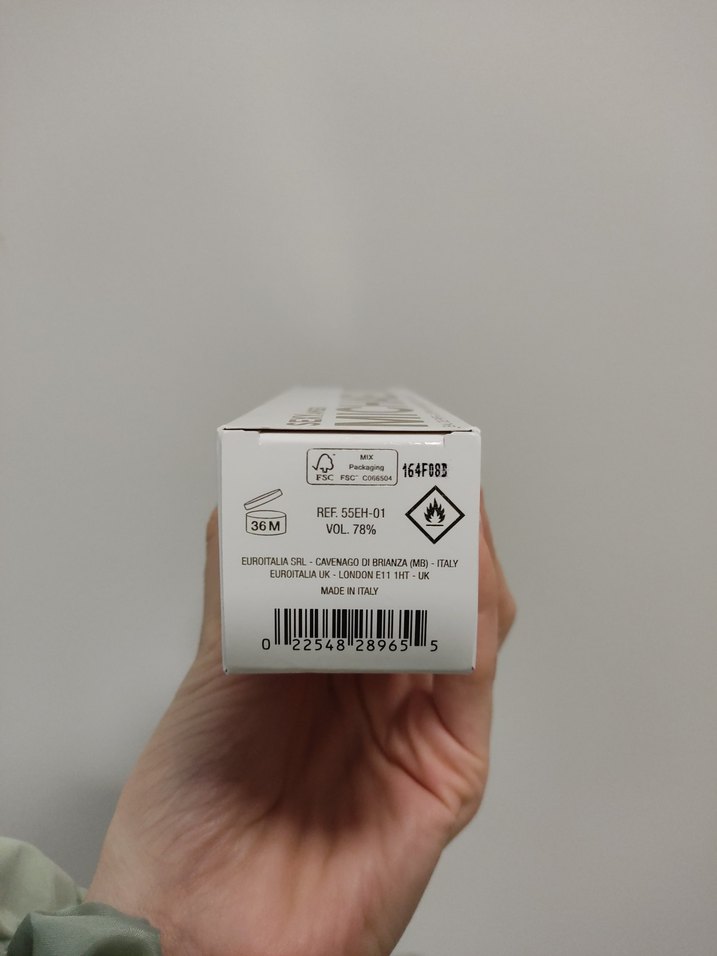 MIX
Packaging
FSC FSC™ C066504
164F08B
36 M
REF. 55EH-01
VOL. 78%
EUROITALIA SRL - CAVENAGO DI BRIANZA (MB) - ITALY
EUROITALIA UK - LONDON E11 1HT - UK
MADE IN ITALY
0 22548 28965 5